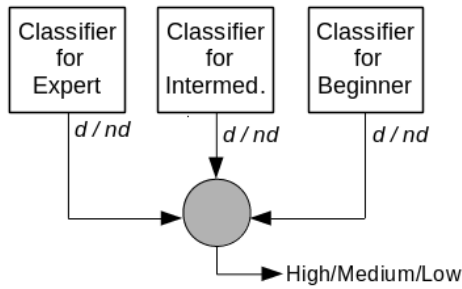 Classifier
for
Expert
Classifier
for
Intermed.
Classifier
for
Beginner
d / nd
d / nd
d / nd
High/Medium/Low